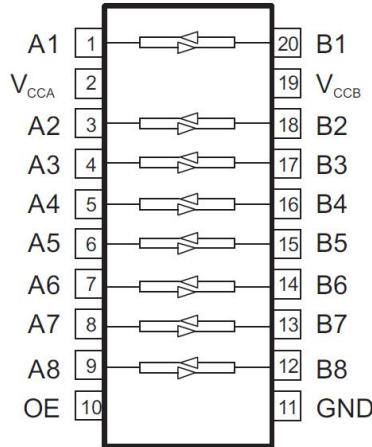 A1 1 20 B1
VCCA 2 19 VCCB
A2 3 18 B2
A3 4 17 B3
A4 5 16 B4
A5 6 15 B5
A6 7 14 B6
A7 8 13 B7
A8 9 12 B8
OE 10 11 GND